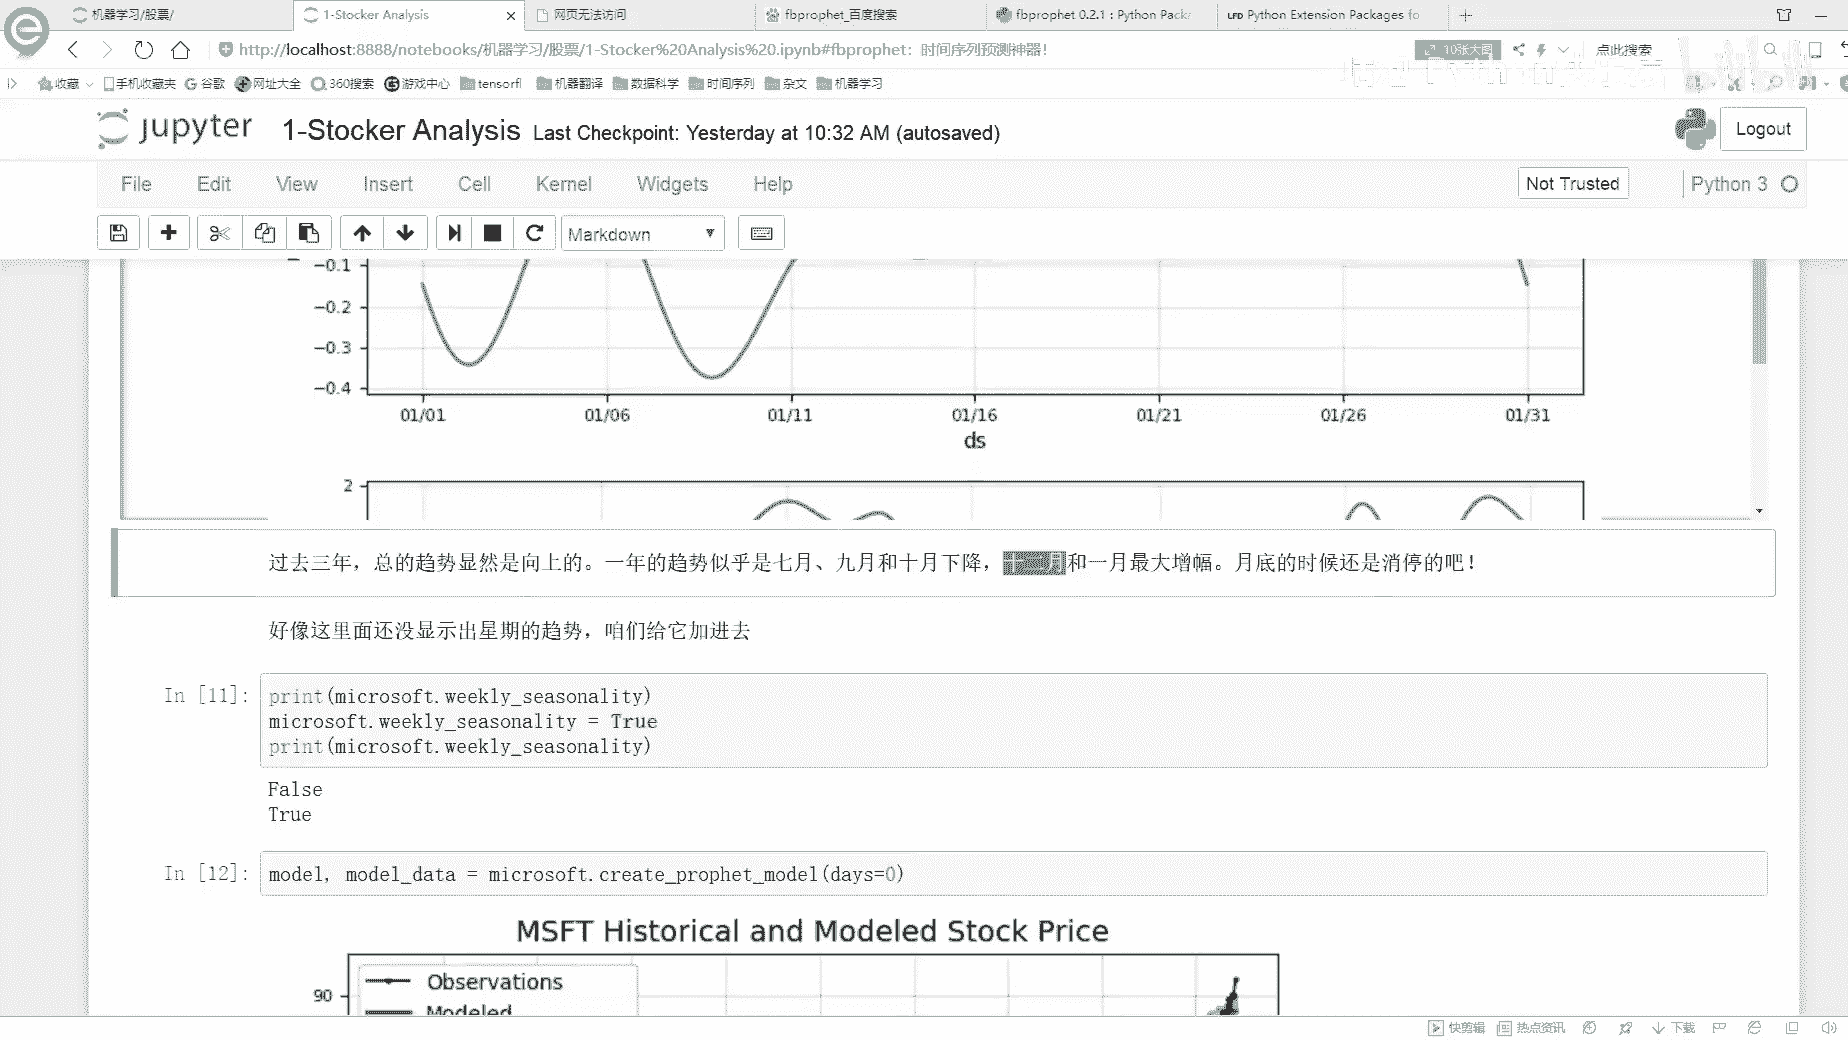 机器学习/股票/
1-Stocker Analysis
网页无法访问
fbprophet_百度搜索
fbprophet 0.2.1 : Python Pack
LFD Python Extension Packages fo
http://localhost:8888/notebooks/机器学习/股票/1-Stocker%20Analysis%20.ipynb#fbprophet：时间序列预测神器！
10张大图
点此搜索
收藏
手机收藏夹
谷歌
网址大全
360搜索
游戏中心
tensorfl
机器翻译
数据科学
时间序列
杂文
机器学习
jupyter
1-Stocker Analysis Last Checkpoint: Yesterday at 10:32 AM (autosaved)
Logout
File Edit View Insert Cell Kernel Widgets Help
Not Trusted
Python 3
Markdown
−0.1
−0.2
−0.3
−0.4
01/01 01/06 01/11 01/16 01/21 01/26 01/31
ds
2
过去三年，总的趋势显然是向上的。一年的趋势似乎是七月、九月和十月下降，十二月和一月最大增幅。月底的时候还是消停的吧！
好像这里面还没显示出星期的趋势，咱们给它加进去
In [11]:
print(microsoft.weekly_seasonality)
microsoft.weekly_seasonality = True
print(microsoft.weekly_seasonality)
False
True
In [12]:
model, model_data = microsoft.create_prophet_model(days=0)
MSFT Historical and Modeled Stock Price
Observations
90
Modeled
快剪辑
热点资讯
下载